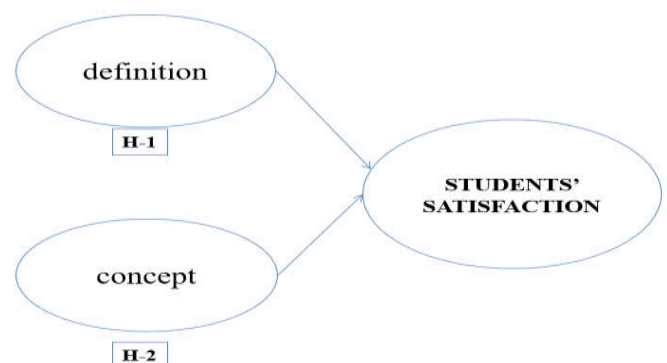 definition
H-1
STUDENTS’
SATISFACTION
concept
H-2